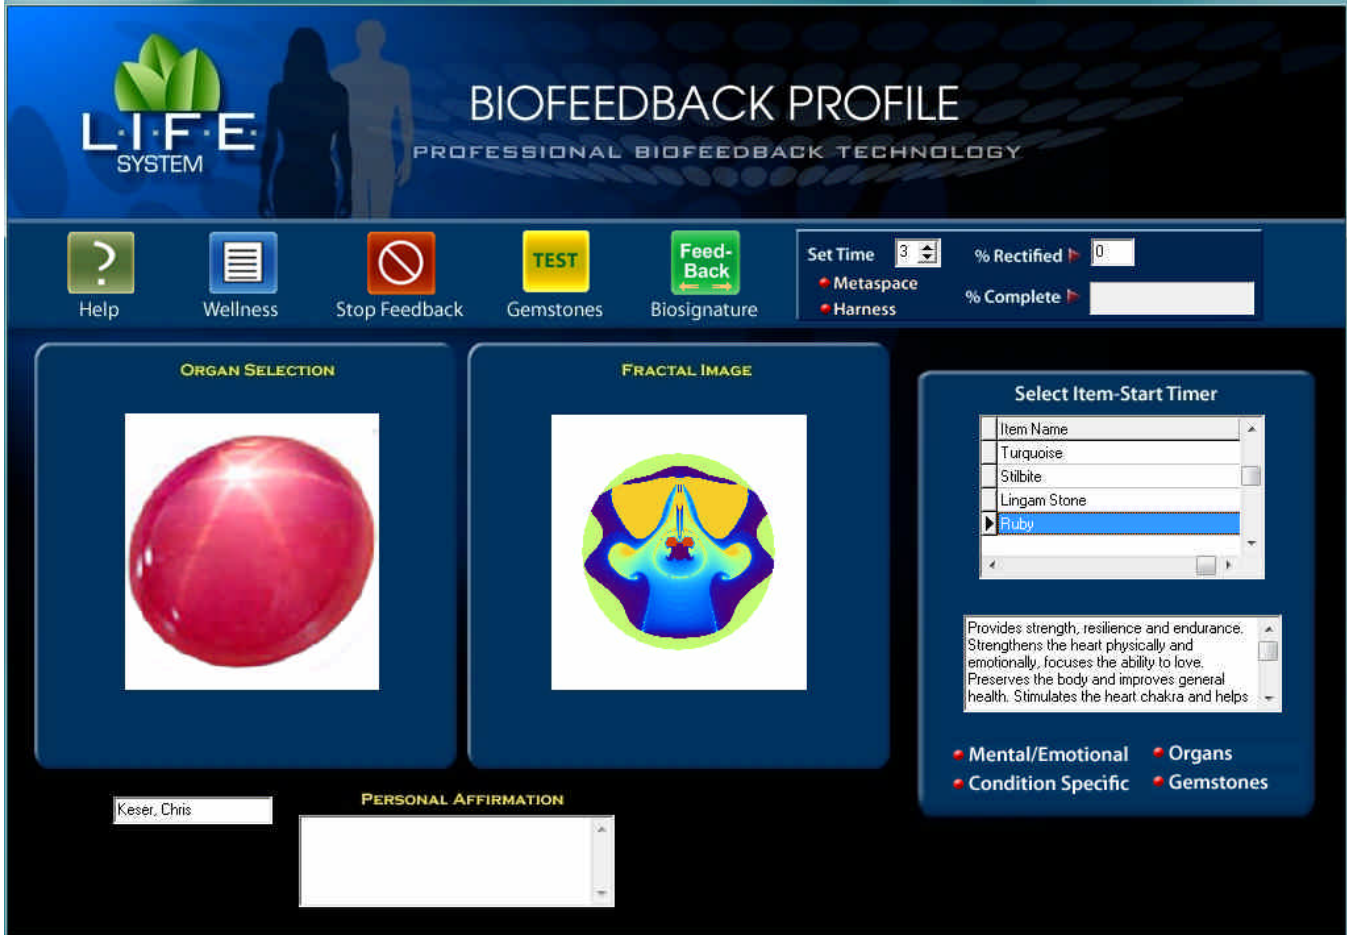 L·I·F·E·
SYSTEM
BIOFEEDBACK PROFILE
PROFESSIONAL BIOFEEDBACK TECHNOLOGY
?
Help
Wellness
Stop Feedback
TEST
Gemstones
Feed-
Back
Biosignature
Set Time 3
Metaspace
Harness
% Rectified 0
% Complete
ORGAN SELECTION
FRACTAL IMAGE
Select Item-Start Timer
Item Name
Turquoise
Stilbite
Lingam Stone
Ruby
Provides strength, resilience and endurance.
Strengthens the heart physically and
emotionally, focuses the ability to love.
Preserves the body and improves general
health. Stimulates the heart chakra and helps
Mental/Emotional
Organs
Condition Specific
Gemstones
Keser, Chris
PERSONAL AFFIRMATION